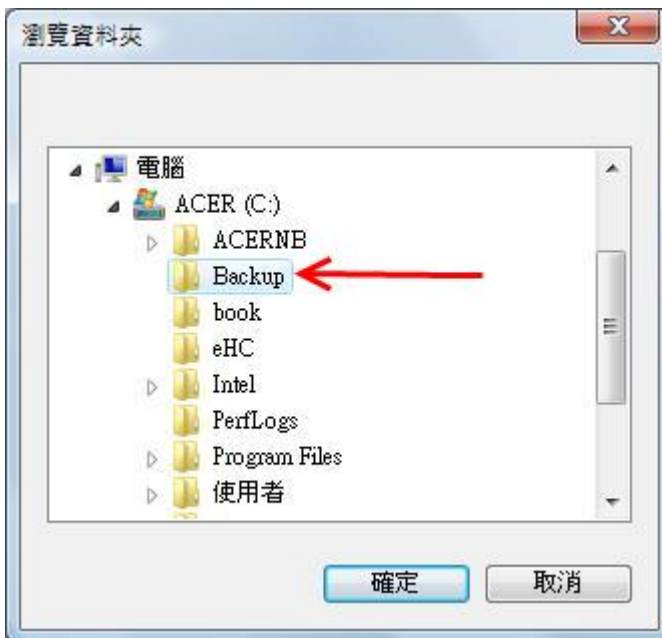 瀏覽資料夾
電腦
ACER (C:)
ACERNB
Backup
book
eHC
Intel
PerfLogs
Program Files
使用者
確定
取消